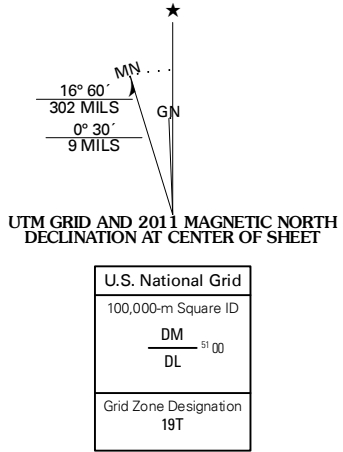 ★
MN
16° 60´
302 MILS
GN
0° 30´
9 MILS
UTM GRID AND 2011 MAGNETIC NORTH
DECLINATION AT CENTER OF SHEET
U.S. National Grid
100,000-m Square ID
DM
51 00
DL
Grid Zone Designation
19T